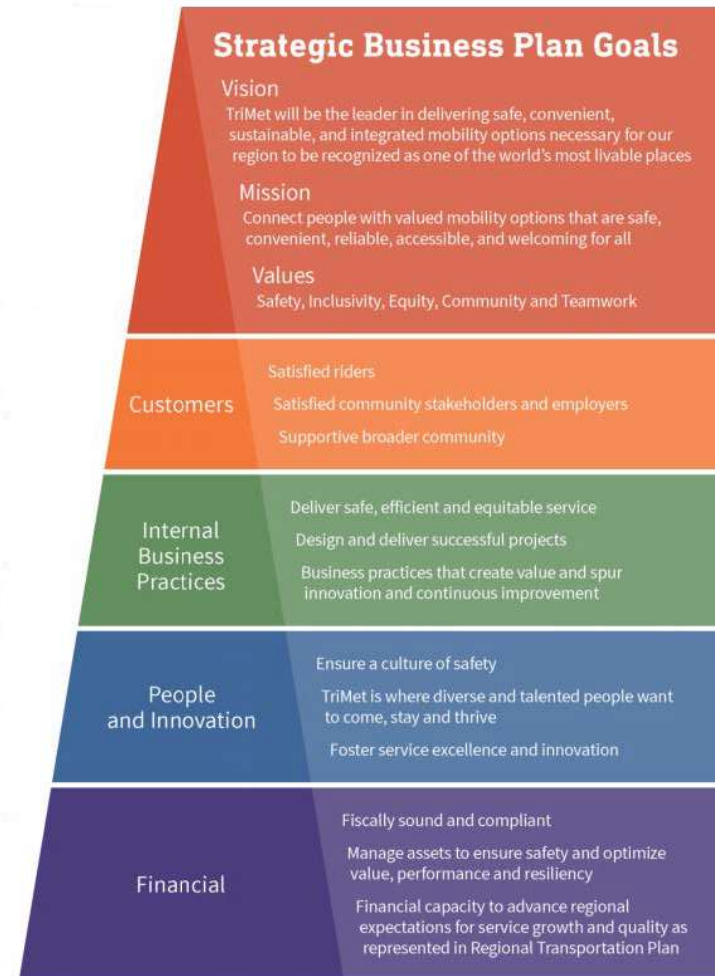 Strategic Business Plan Goals
Vision
TriMet will be the leader in delivering safe, convenient,
sustainable, and integrated mobility options necessary for our
region to be recognized as one of the world's most livable places
Mission
Connect people with valued mobility options that are safe,
convenient, reliable, accessible, and welcoming for all
Values
Safety, Inclusivity, Equity, Community and Teamwork
Customers
Satisfied riders
Satisfied community stakeholders and employers
Supportive broader community
Internal
Business
Practices
Deliver safe, efficient and equitable service
Design and deliver successful projects
Business practices that create value and spur
innovation and continuous improvement
People
and Innovation
Ensure a culture of safety
TriMet is where diverse and talented people want
to come, stay and thrive
Foster service excellence and innovation
Financial
Fiscally sound and compliant
Manage assets to ensure safety and optimize
value, performance and resiliency
Financial capacity to advance regional
expectations for service growth and quality as
represented in Regional Transportation Plan